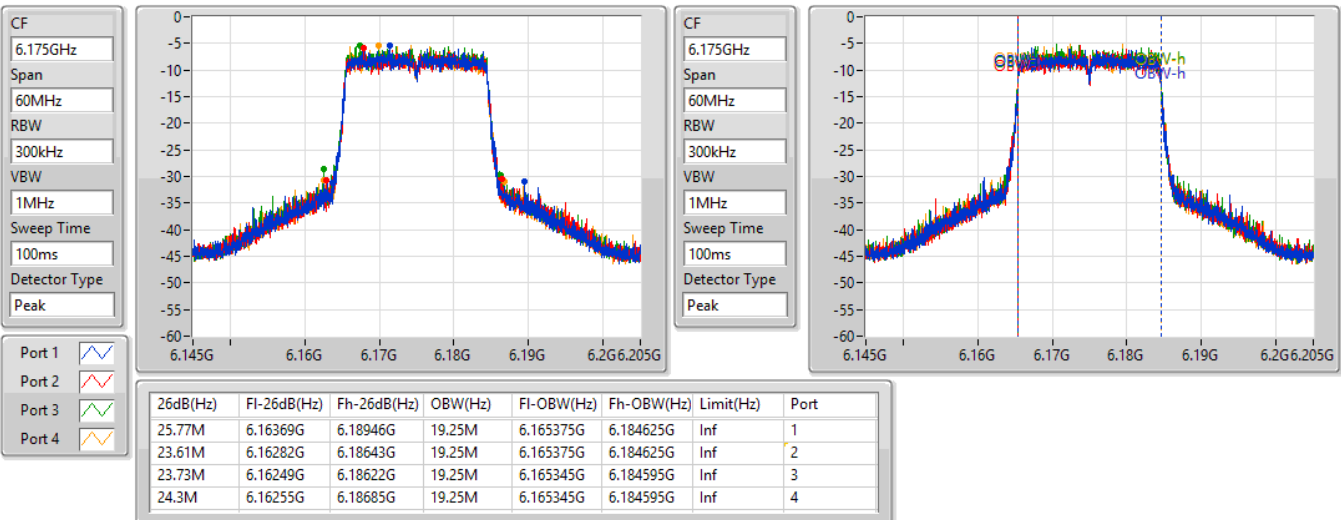 CF
6.175GHz
Span
60MHz
RBW
300kHz
VBW
1MHz
Sweep Time
100ms
Detector Type
Peak
0
-5
-10
-15
-20
-25
-30
-35
-40
-45
-50
-55
-60
6.145G 6.16G 6.17G 6.18G 6.19G 6.2G 6.205G
CF
6.175GHz
Span
60MHz
RBW
300kHz
VBW
1MHz
Sweep Time
100ms
Detector Type
Peak
0
-5
-10
-15
-20
-25
-30
-35
-40
-45
-50
-55
-60
OBW-h
OBW-h
6.145G 6.16G 6.17G 6.18G 6.19G 6.2G 6.205G
Port 1
Port 2
Port 3
Port 4
26dB(Hz) Fl-26dB(Hz) Fh-26dB(Hz) OBW(Hz) Fl-OBW(Hz) Fh-OBW(Hz) Limit(Hz) Port
25.77M 6.16369G 6.18946G 19.25M 6.165375G 6.184625G Inf 1
23.61M 6.16282G 6.18643G 19.25M 6.165375G 6.184625G Inf 2
23.73M 6.16249G 6.18622G 19.25M 6.165345G 6.184595G Inf 3
24.3M 6.16255G 6.18685G 19.25M 6.165345G 6.184595G Inf 4